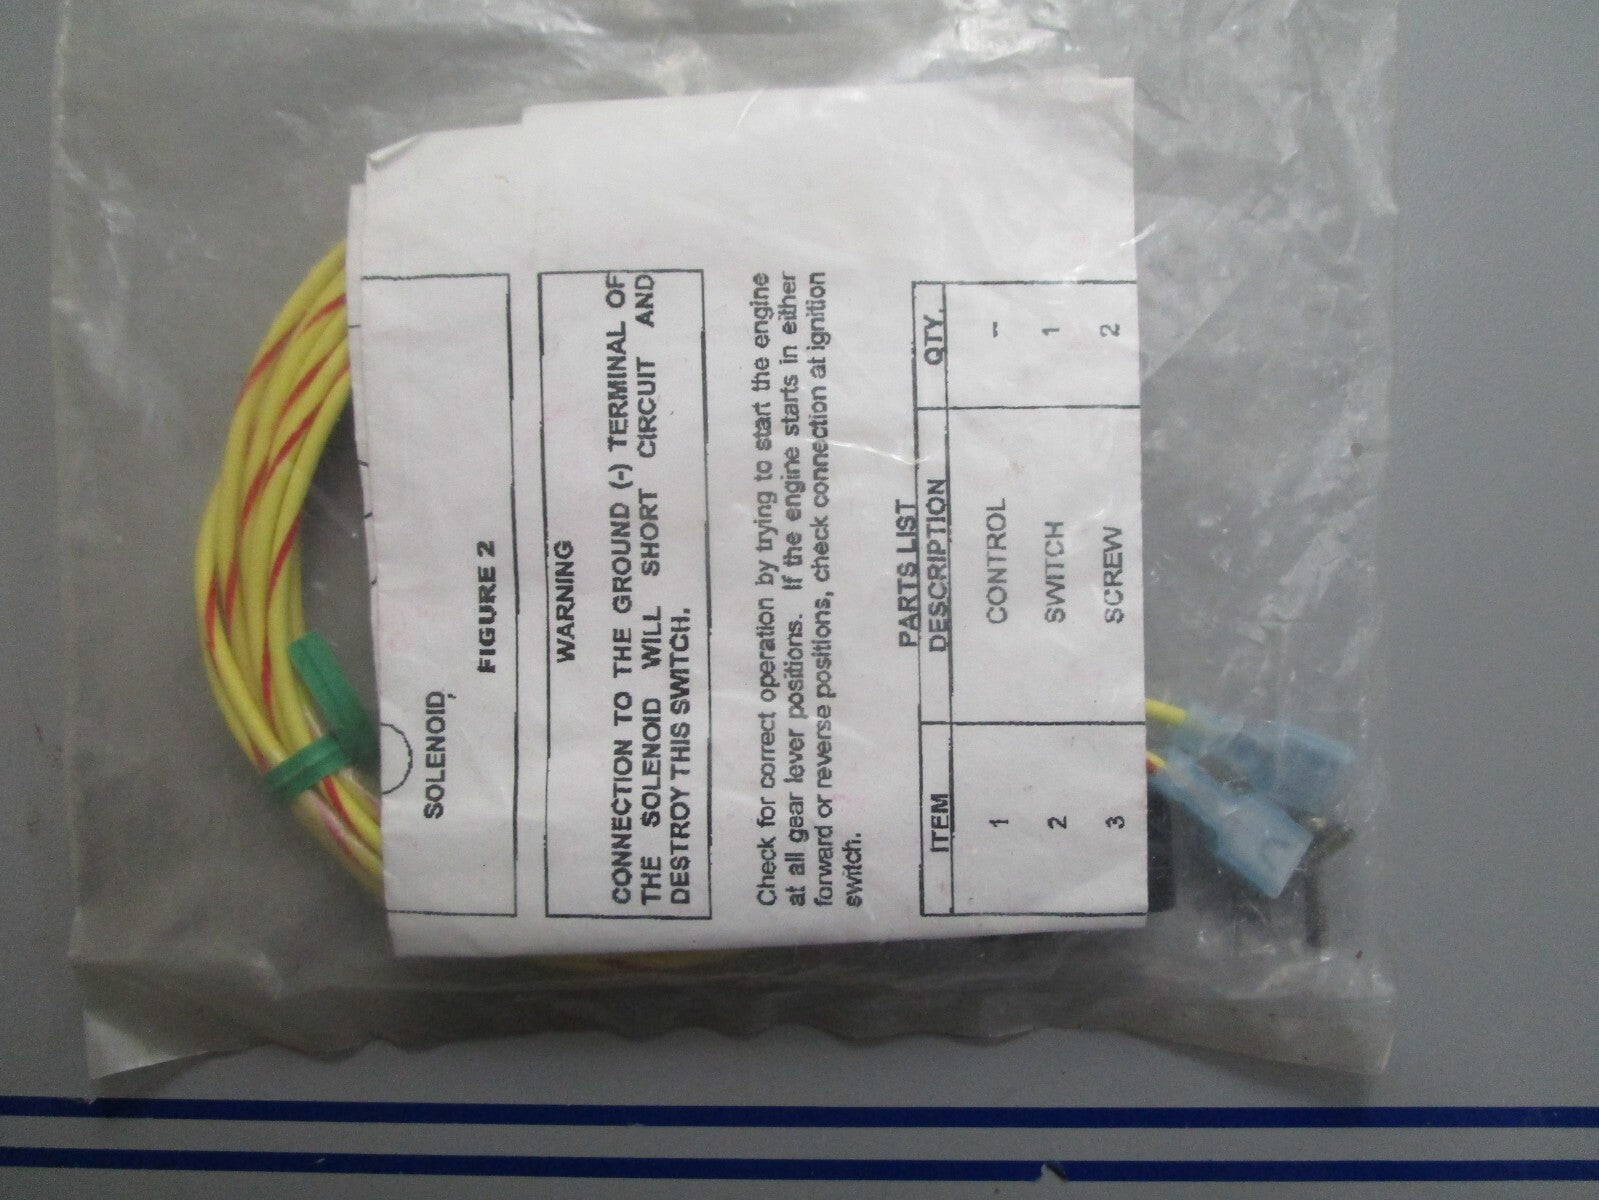 SOLENOID
FIGURE 2
WARNING
CONNECTION TO THE GROUND (-) TERMINAL OF
THE SOLENOID WILL SHORT CIRCUIT AND
DESTROY THIS SWITCH.
Check for correct operation by trying to start the engine
at all gear lever positions. If the engine starts in either
forward or reverse positions, check connection at ignition
switch.
PARTS LIST
ITEM DESCRIPTION QTY.
1 CONTROL -
2 SWITCH 1
3 SCREW 2